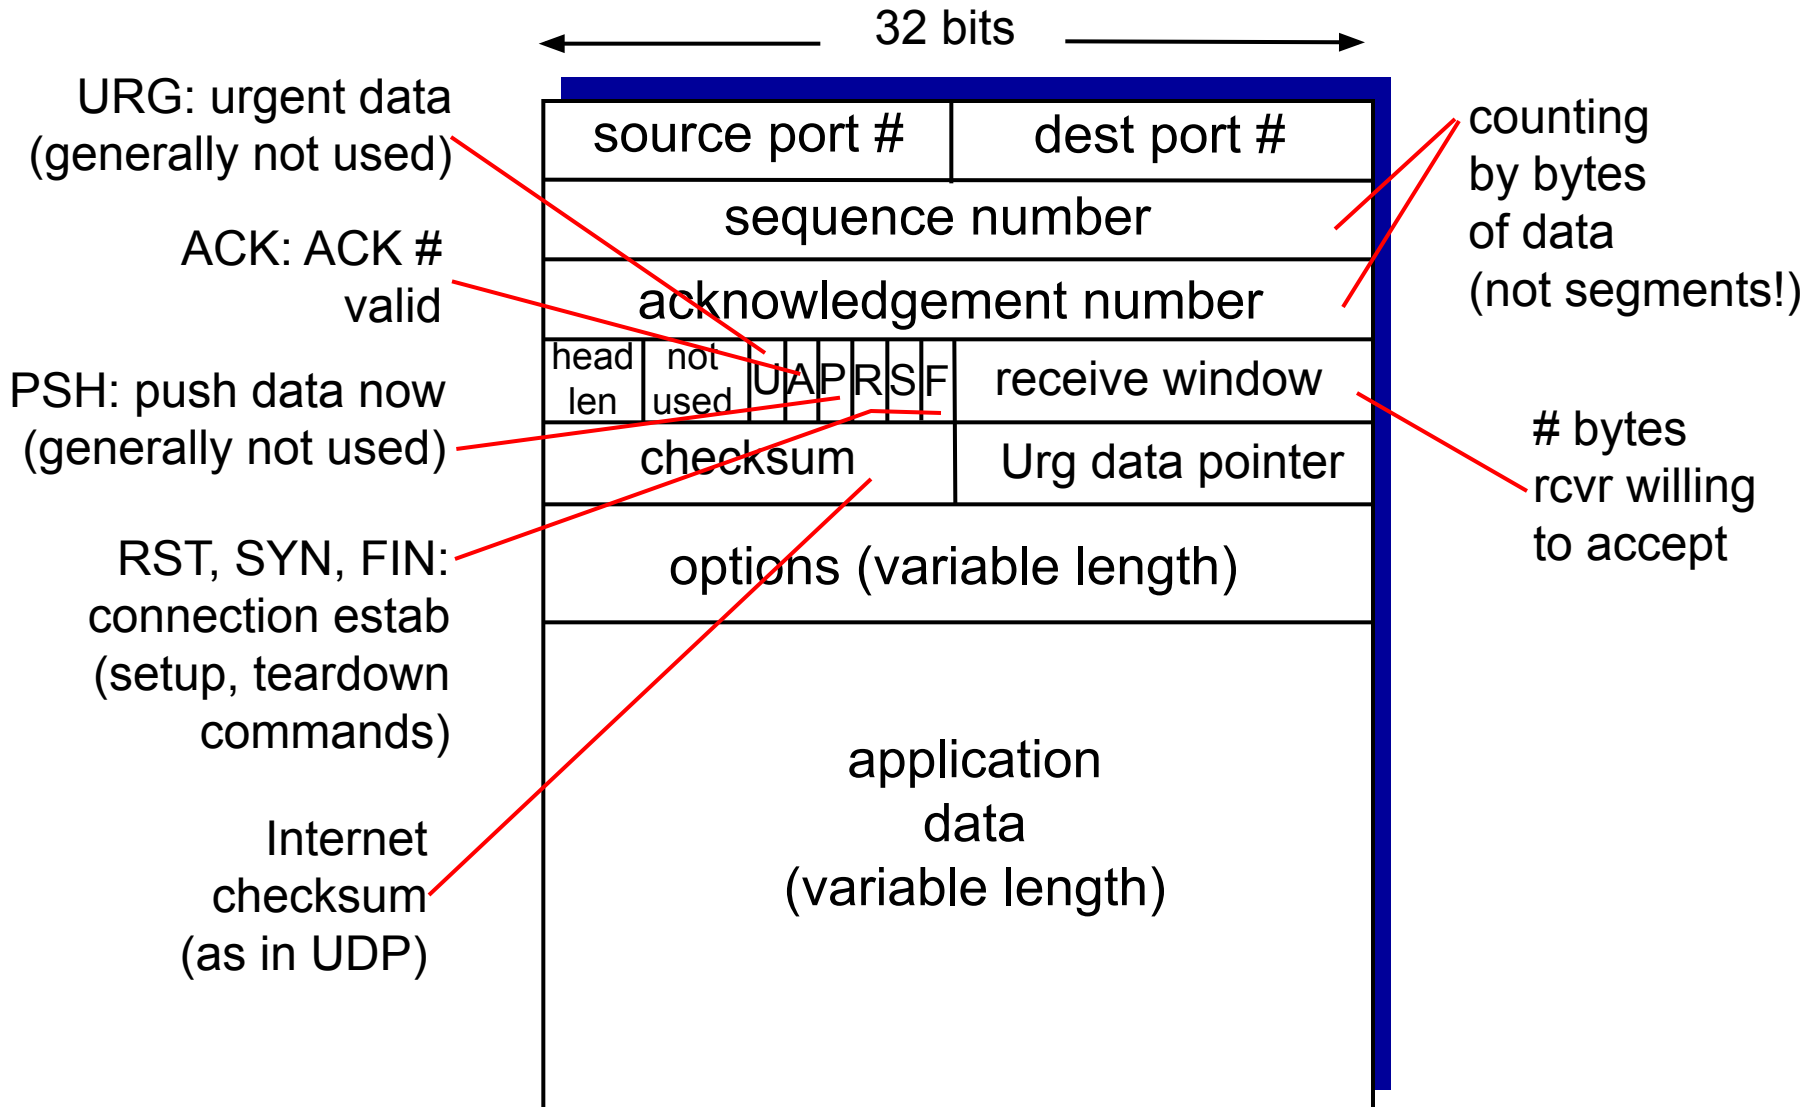 32 bits
URG: urgent data
(generally not used)
ACK: ACK #
valid
PSH: push data now
(generally not used)
RST, SYN, FIN:
connection estab
(setup, teardown
commands)
Internet
checksum
(as in UDP)
source port #
dest port #
sequence number
acknowledgement number
head
len
not
used
U
A
P
R
S
F
receive window
checksum
Urg data pointer
options (variable length)
application
data
(variable length)
counting
by bytes
of data
(not segments!)
# bytes
rcvr willing
to accept